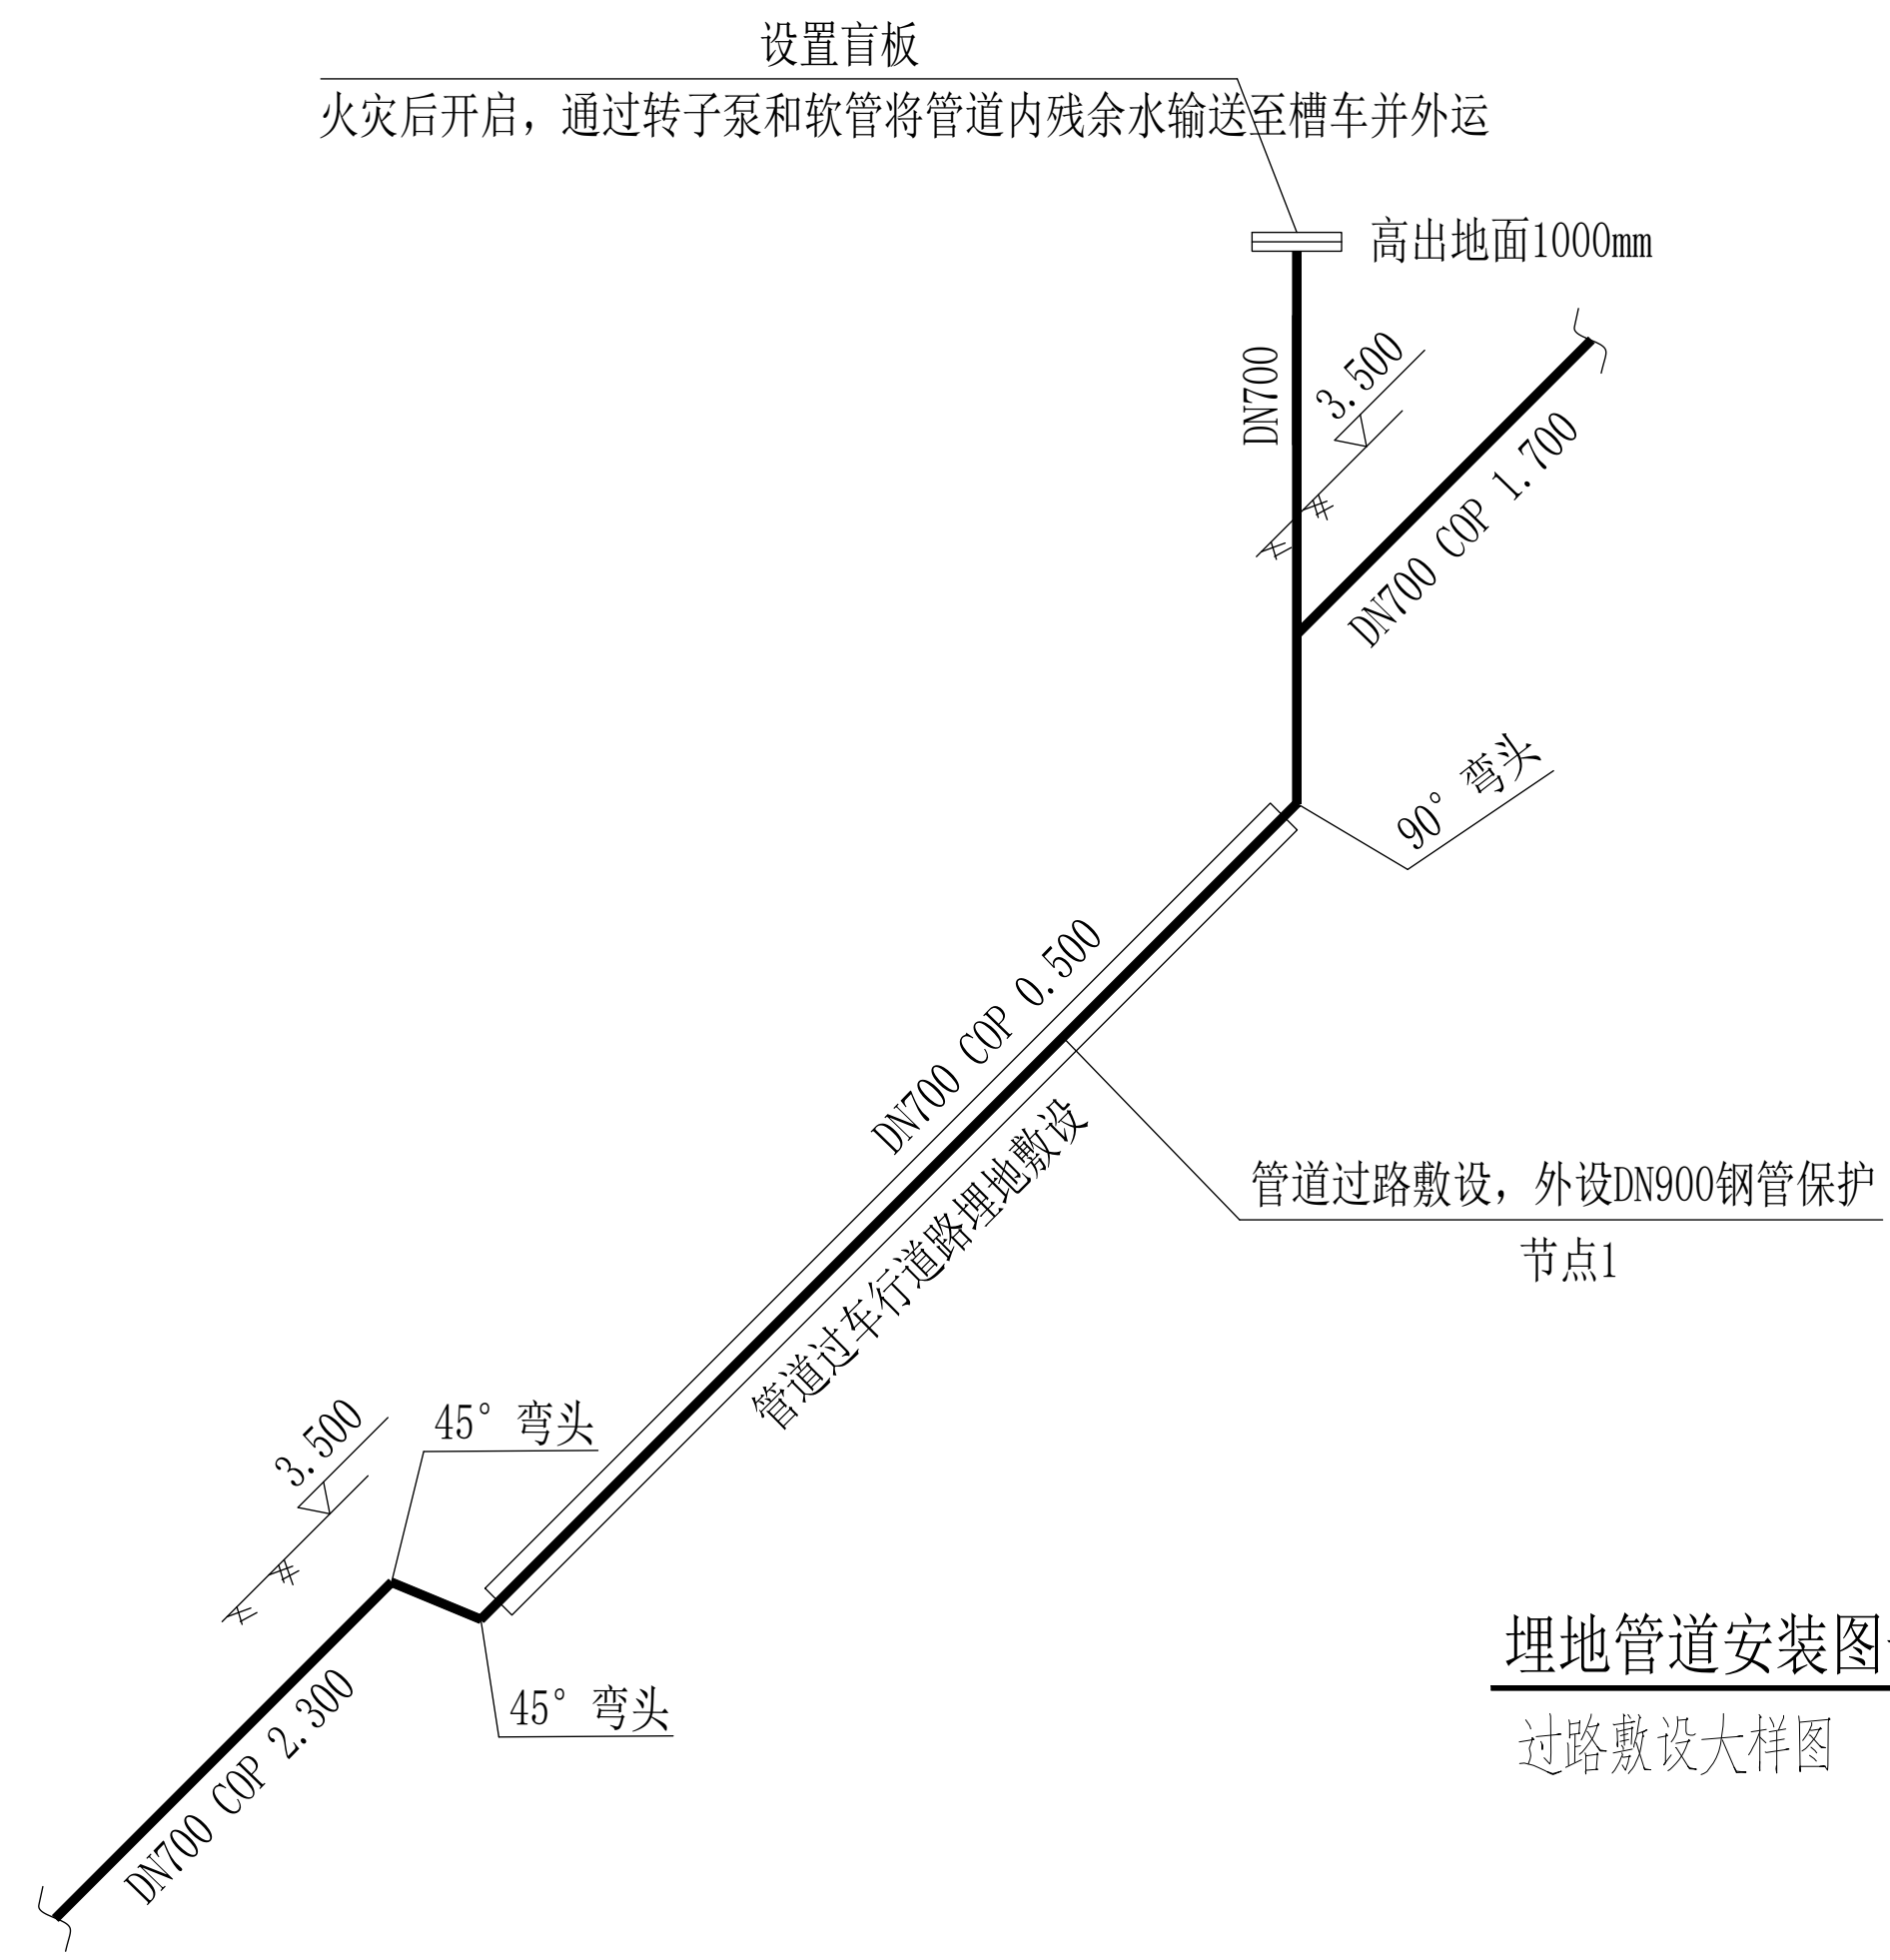 设置盲板
火灾后开启，通过转子泵和软管将管道内残余水输送至槽车并外运
高出地面1000mm
DN700
3.500
DN700 COP 1.700
90° 弯头
DN700 COP 0.500
管道过车行道路埋地敷设
管道过路敷设，外设DN900钢管保护
节点1
3.500
45° 弯头
45° 弯头
DN700 COP 2.300
埋地管道安装图
过路敷设大样图